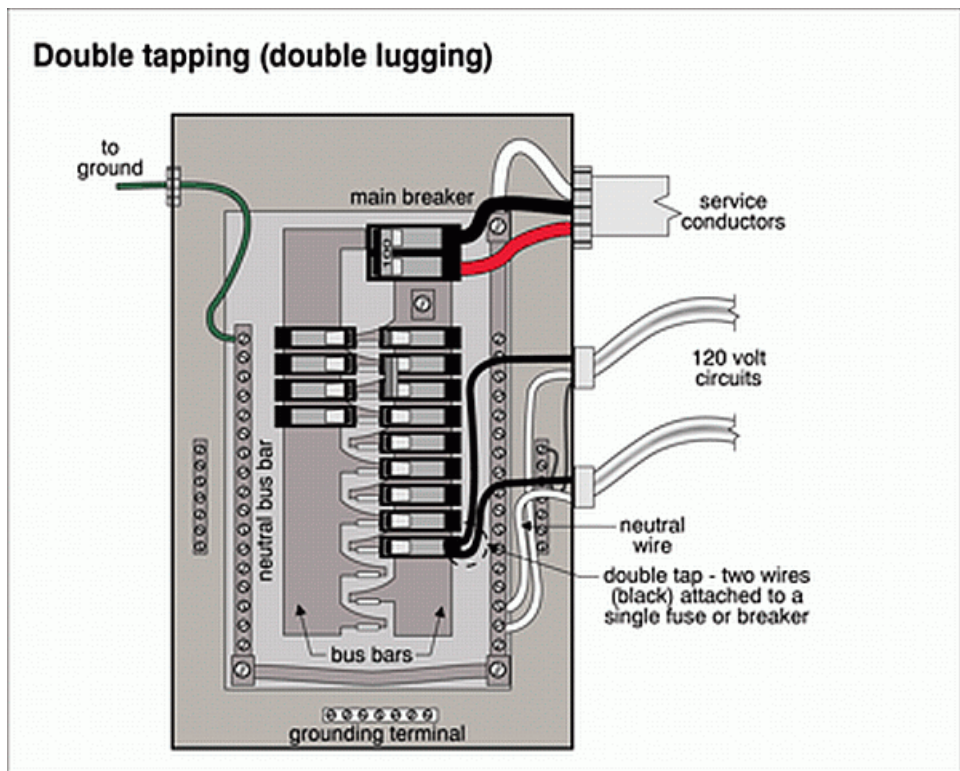 Double tapping (double lugging)
to
ground
main breaker
service
conductors
100
120 volt
circuits
neutral bus bar
neutral
wire
double tap - two wires
(black) attached to a
single fuse or breaker
bus bars
grounding terminal